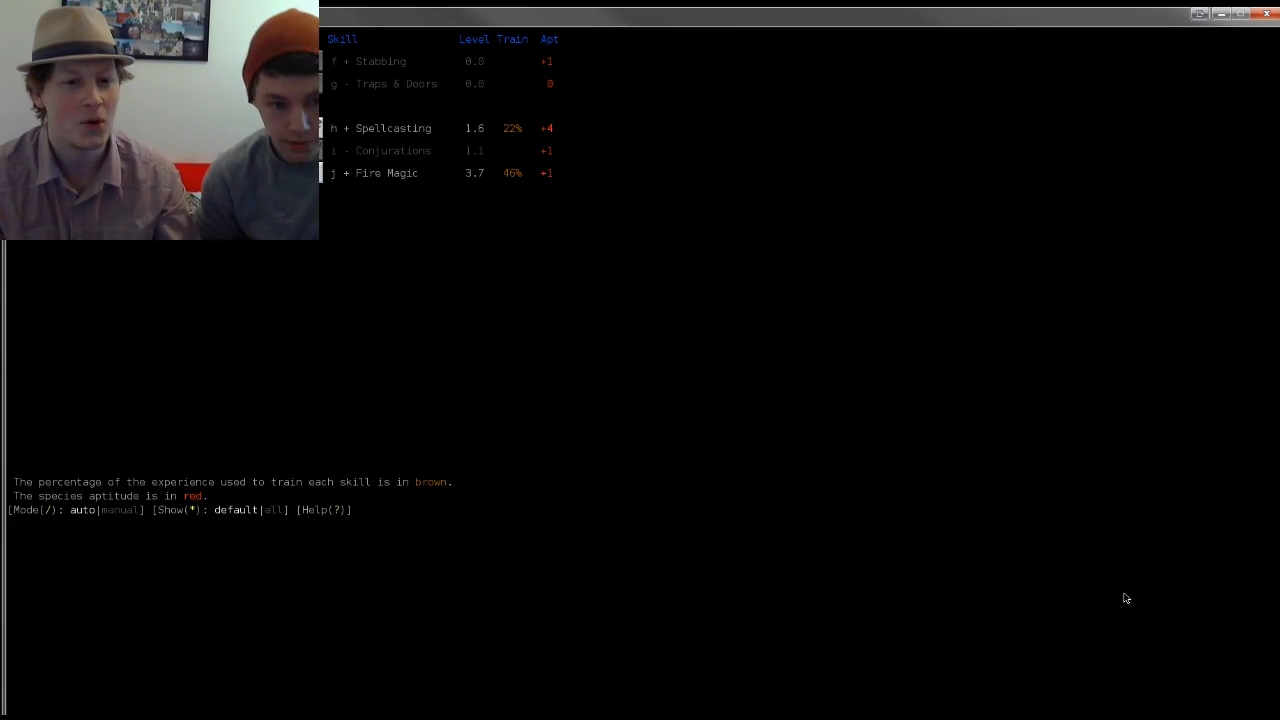 Skill Level Train Apt
f + Stabbing 0.0 +1
g - Traps & Doors 0.0 0
h + Spellcasting 1.6 22% +4
i - Conjurations 1.1 +1
j + Fire Magic 3.7 46% +1
The percentage of the experience used to train each skill is in brown.
The species aptitude is in red.
[Mode(/): auto|manual] [Show(*): default|all] [Help(?)]